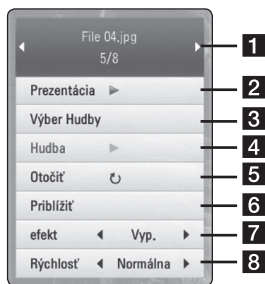 File 04.jpg
5/8
1
Prezentácia
2
Výber Hudby
3
Hudba
4
Otočiť
5
Priblížiť
6
efekt Vyp.
7
Rýchlosť Normálna
8